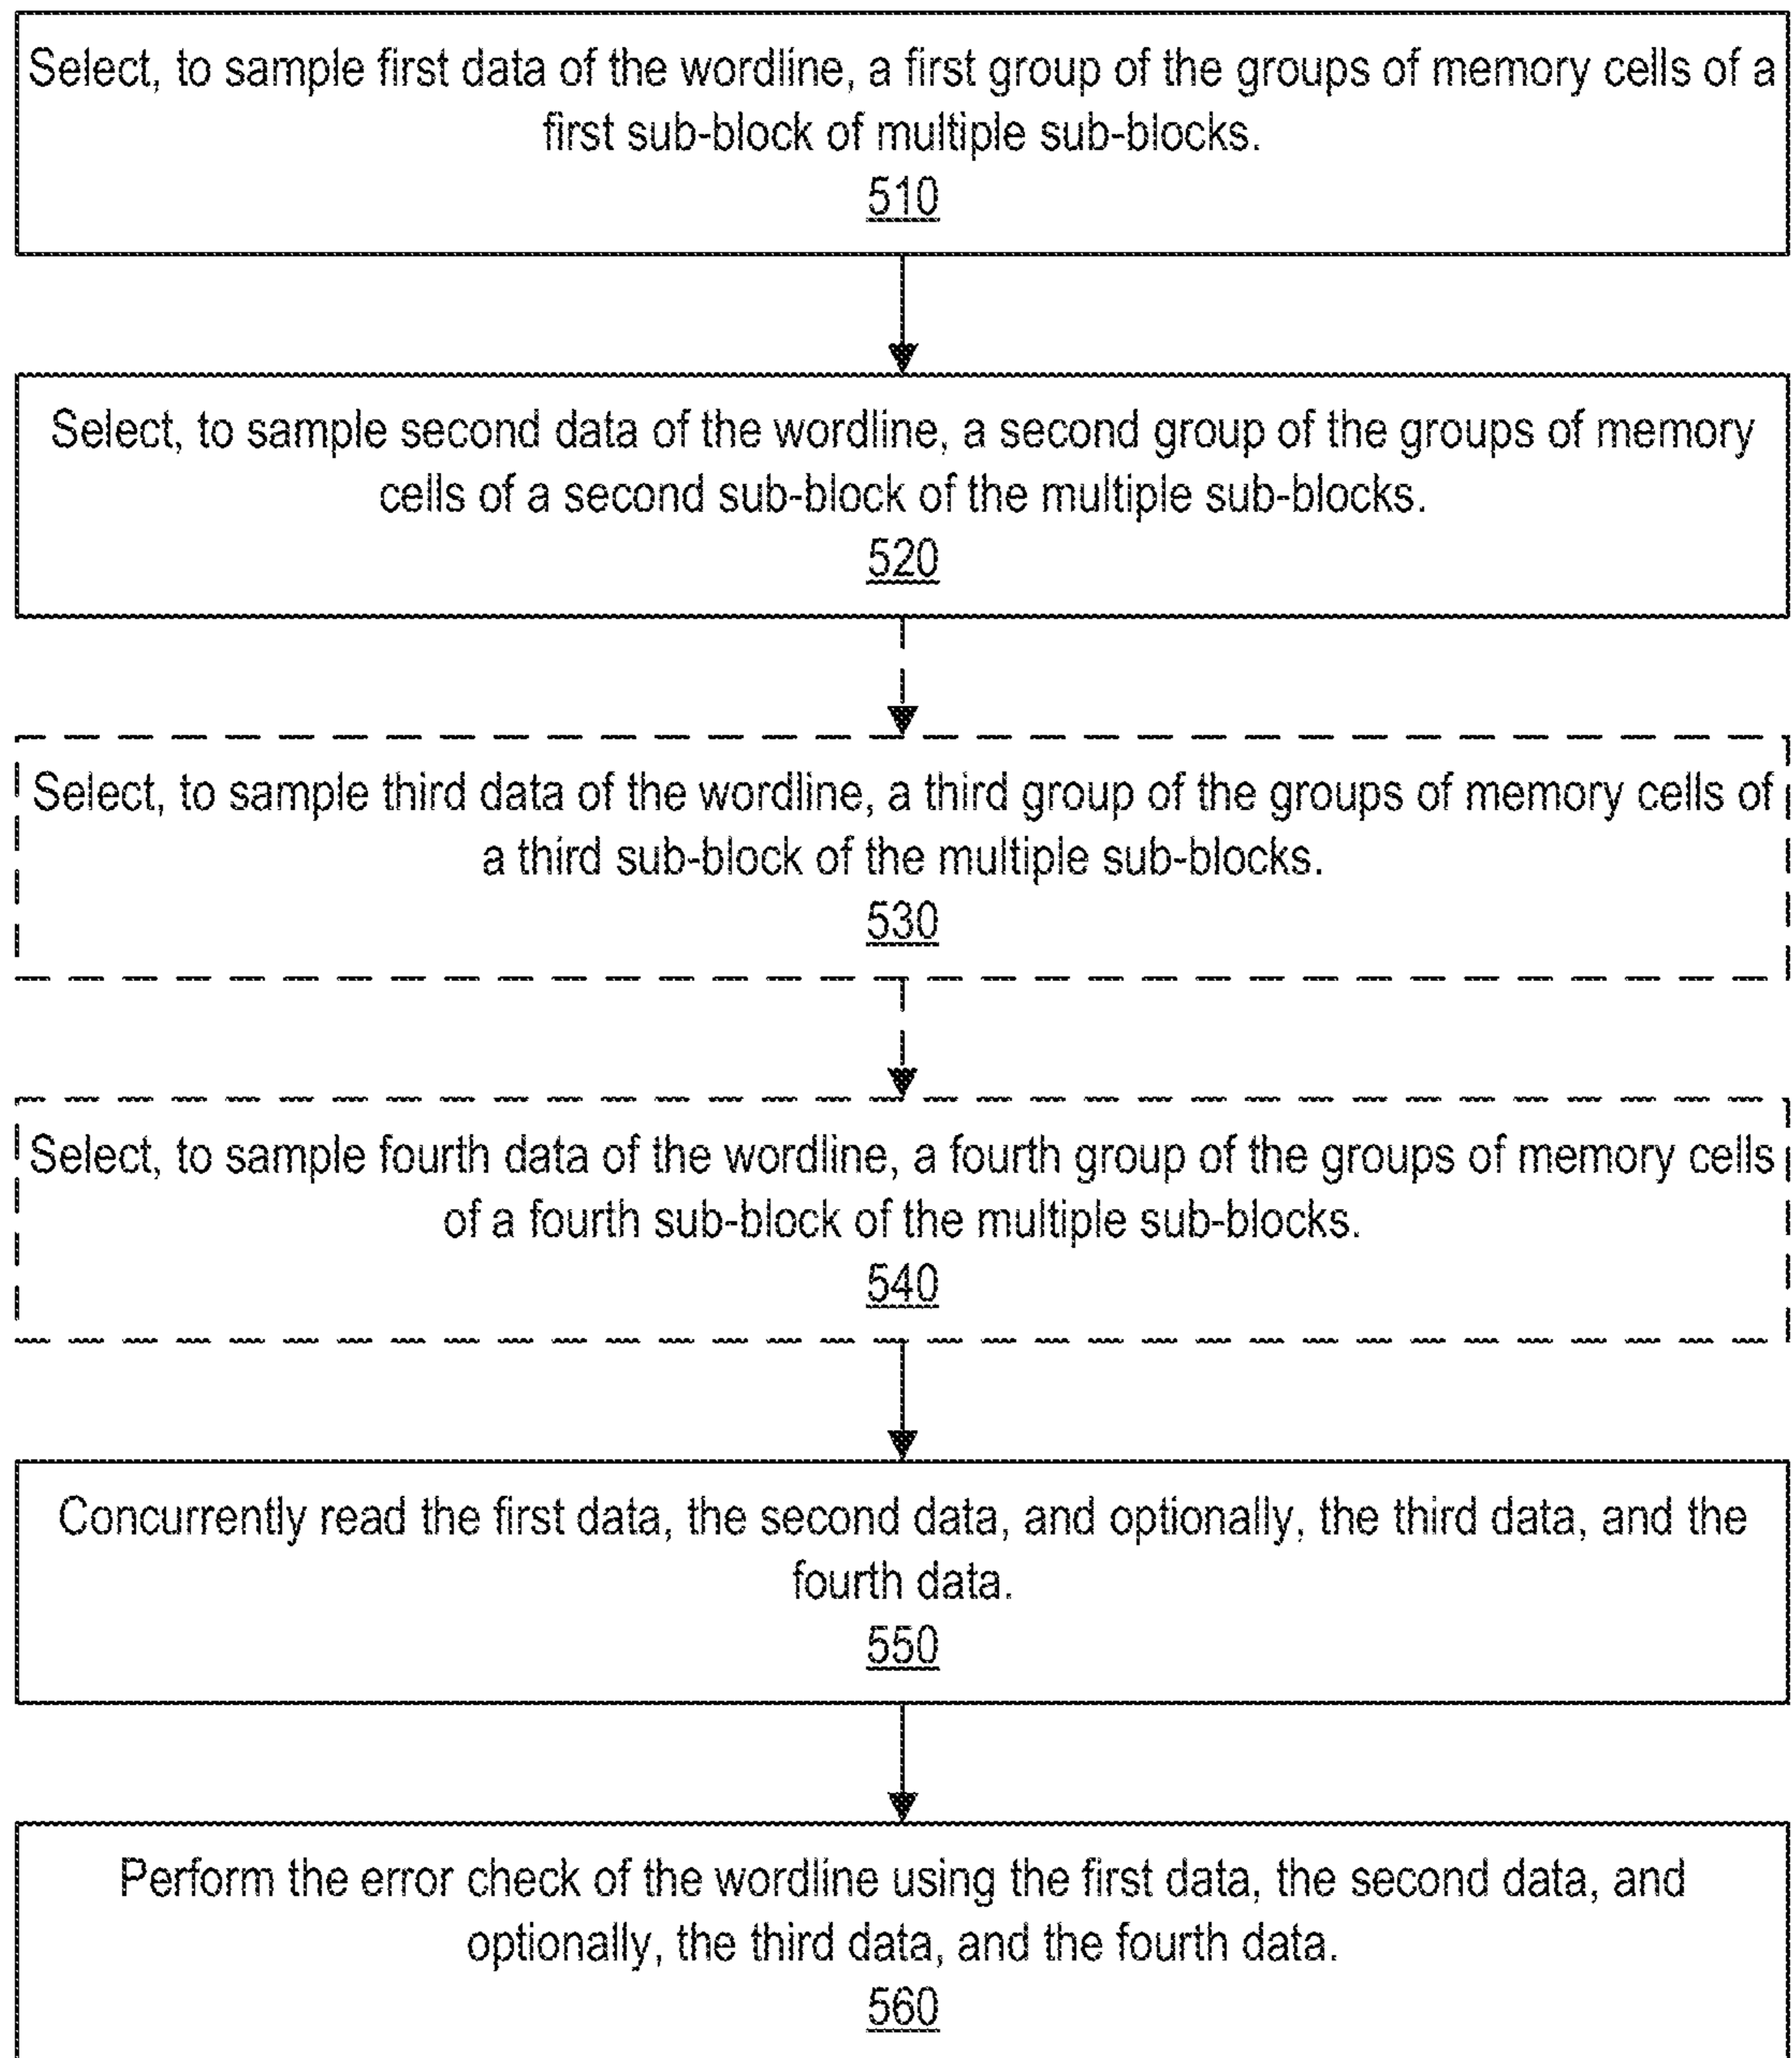 Select, to sample first data of the wordline, a first group of the groups of memory cells of a
first sub-block of multiple sub-blocks.
510
Select, to sample second data of the wordline, a second group of the groups of memory
cells of a second sub-block of the multiple sub-blocks.
520
Select, to sample third data of the wordline, a third group of the groups of memory cells of
a third sub-block of the multiple sub-blocks.
530
Select, to sample fourth data of the wordline, a fourth group of the groups of memory cells
of a fourth sub-block of the multiple sub-blocks.
540
Concurrently read the first data, the second data, and optionally, the third data, and the
fourth data.
550
Perform the error check of the wordline using the first data, the second data, and
optionally, the third data, and the fourth data.
560